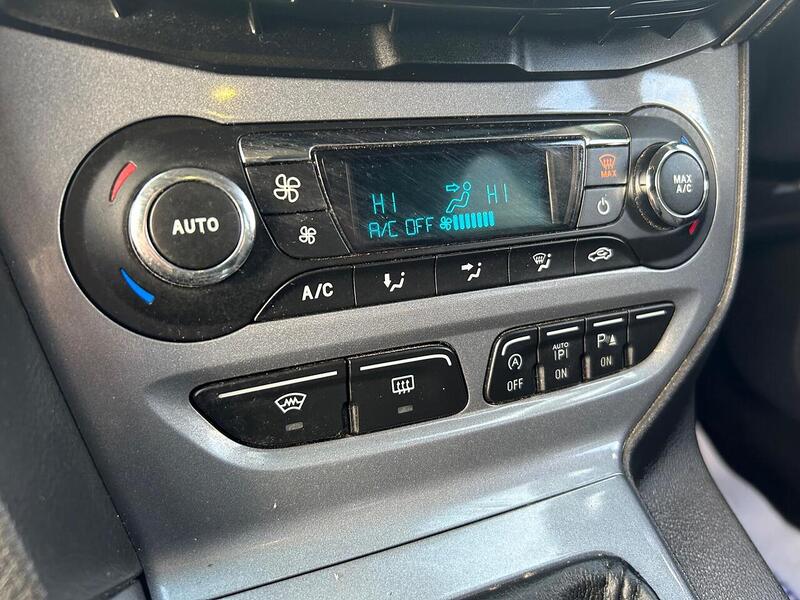 AUTO
HI HI
A/C OFF
MAX
MAX
A/C
A/C
A
OFF
AUTO
P
ON
P
ON